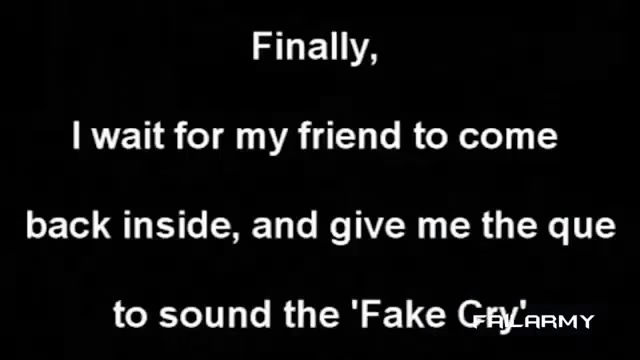 Finally,
I wait for my friend to come
back inside, and give me the que
to sound the 'Fake Cry'
FAILARMY